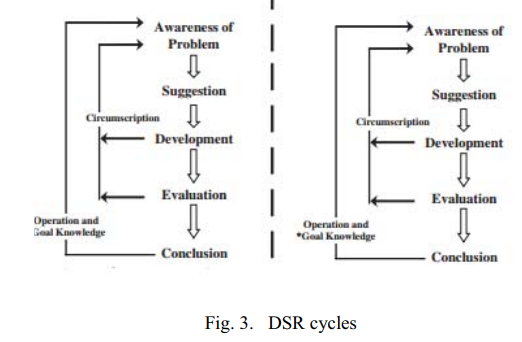 Awareness of
Problem
Suggestion
Circumscription
Development
Evaluation
Operation and
Goal Knowledge
Conclusion
Awareness of
Problem
Suggestion
Circumscription
Development
Evaluation
Operation and
*Goal Knowledge
Conclusion
Fig. 3. DSR cycles